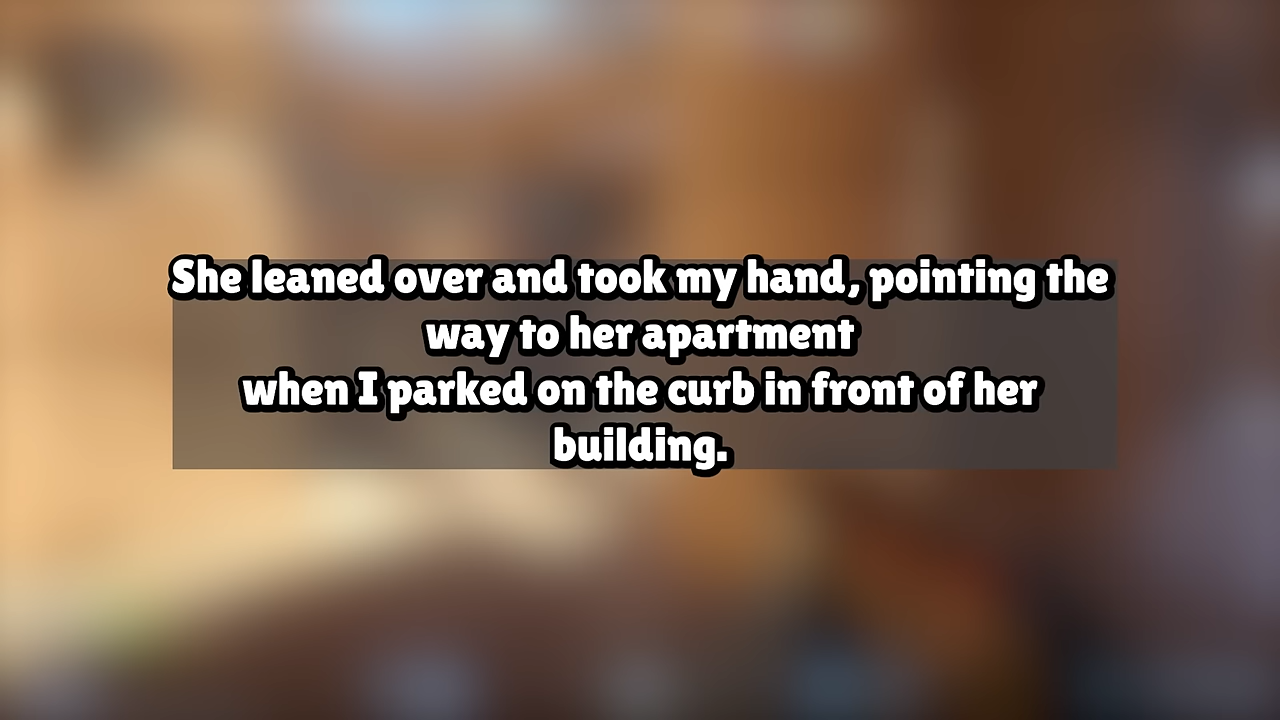 She leaned over and took my hand, pointing the
way to her apartment
when I parked on the curb in front of her
building.